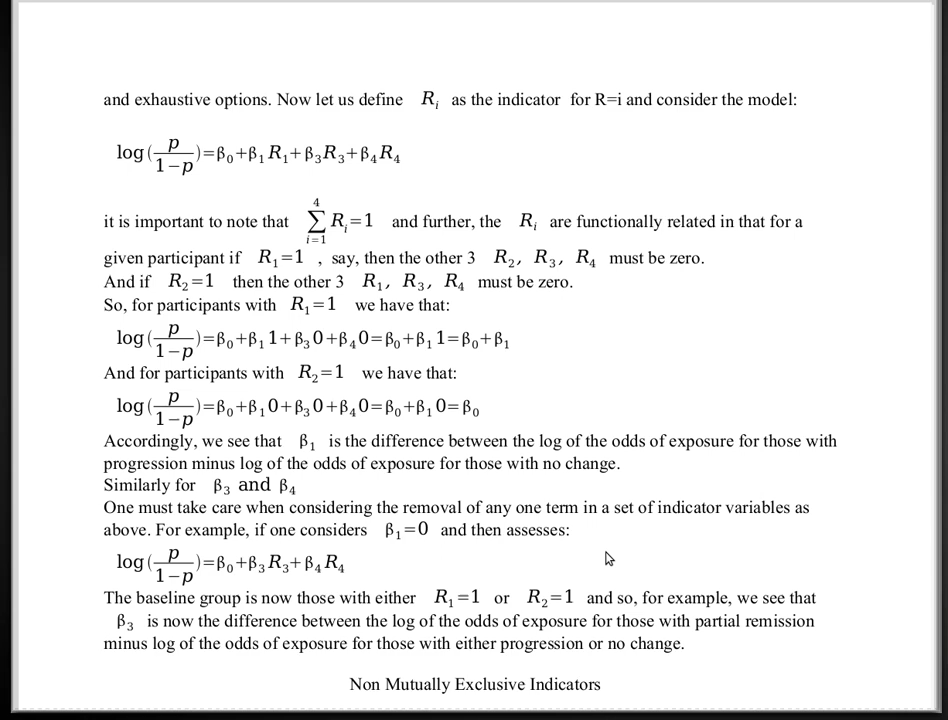 and exhaustive options. Now let us define R_i as the indicator for R=i and consider the model:
log(p/(1−p))=β₀+β₁R₁+β₃R₃+β₄R₄
it is important to note that ∑_{i=1}^{4} R_i=1 and further, the R_i are functionally related in that for a
given participant if R₁=1 , say, then the other 3 R₂, R₃, R₄ must be zero.
And if R₂=1 then the other 3 R₁, R₃, R₄ must be zero.
So, for participants with R₁=1 we have that:
log(p/(1−p))=β₀+β₁1+β₃0+β₄0=β₀+β₁1=β₀+β₁
And for participants with R₂=1 we have that:
log(p/(1−p))=β₀+β₁0+β₃0+β₄0=β₀+β₁0=β₀
Accordingly, we see that β₁ is the difference between the log of the odds of exposure for those with
progression minus log of the odds of exposure for those with no change.
Similarly for β₃ and β₄
One must take care when considering the removal of any one term in a set of indicator variables as
above. For example, if one considers β₁=0 and then assesses:
log(p/(1−p))=β₀+β₃R₃+β₄R₄
The baseline group is now those with either R₁=1 or R₂=1 and so, for example, we see that
β₃ is now the difference between the log of the odds of exposure for those with partial remission
minus log of the odds of exposure for those with either progression or no change.
Non Mutually Exclusive Indicators